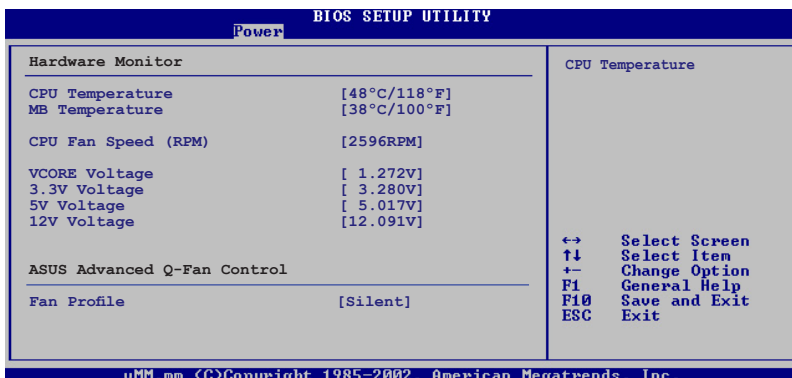 BIOS SETUP UTILITY
Power
Hardware Monitor
CPU Temperature [48°C/118°F]
MB Temperature [38°C/100°F]
CPU Fan Speed (RPM) [2596RPM]
VCORE Voltage [ 1.272V]
3.3V Voltage [ 3.280V]
5V Voltage [ 5.017V]
12V Voltage [12.091V]
ASUS Advanced Q-Fan Control
Fan Profile [Silent]
CPU Temperature
←→ Select Screen
↑↓ Select Item
+- Change Option
F1 General Help
F10 Save and Exit
ESC Exit
(C)Copyright 1985-2002, American Megatrends, Inc.